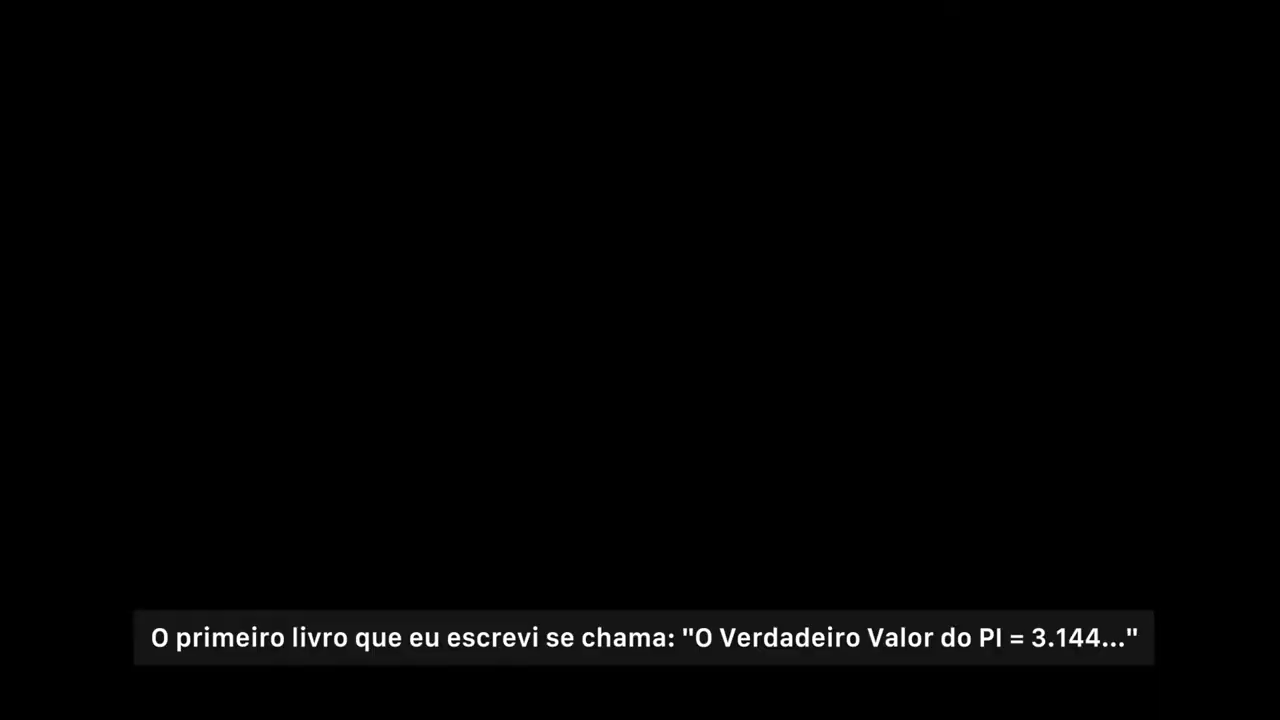 O primeiro livro que eu escrevi se chama: "O Verdadeiro Valor do PI = 3.144..."